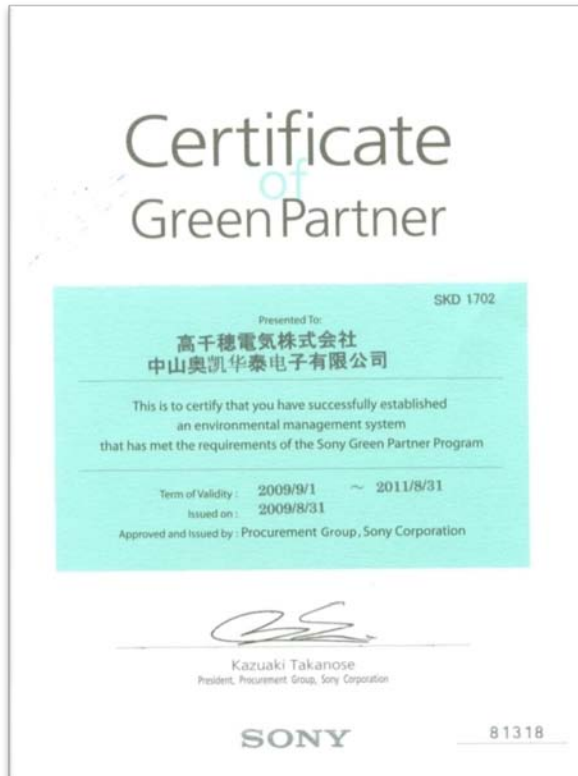 Certificate
of
Green Partner
SKD 1702
Presented To:
高千穂電気株式会社
中山奥凯华泰电子有限公司
This is to certify that you have successfully established
an environmental management system
that has met the requirements of the Sony Green Partner Program
Term of Validity : 2009/9/1 ～ 2011/8/31
Issued on : 2009/8/31
Approved and Issued by : Procurement Group, Sony Corporation
Kazuaki Takanose
President, Procurement Group, Sony Corporation
SONY
81318